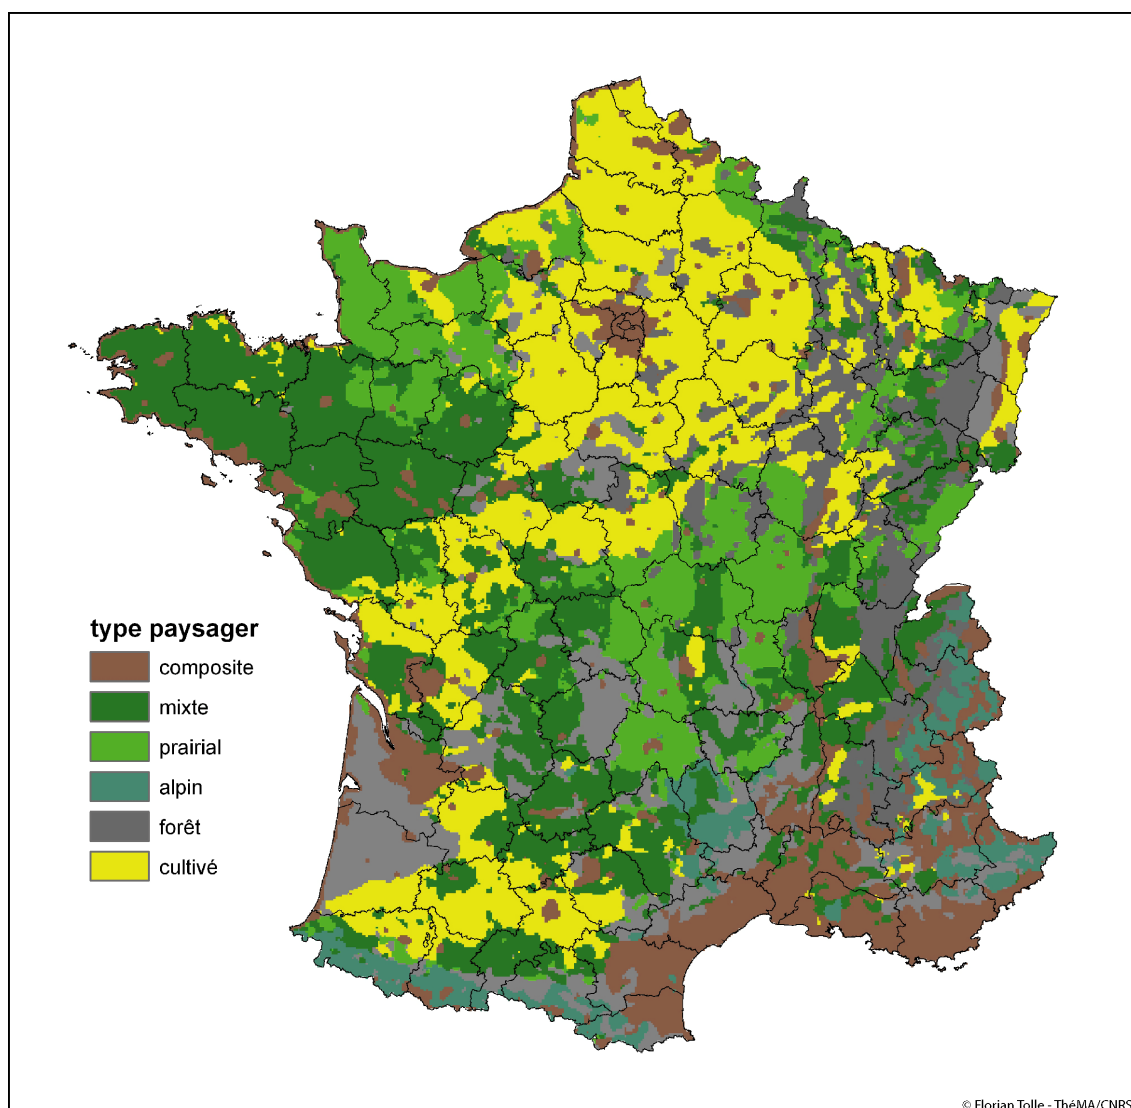 type paysager
composite
mixte
prairial
alpin
forêt
cultivé
© Florian Tolle - ThéMA/CNRS